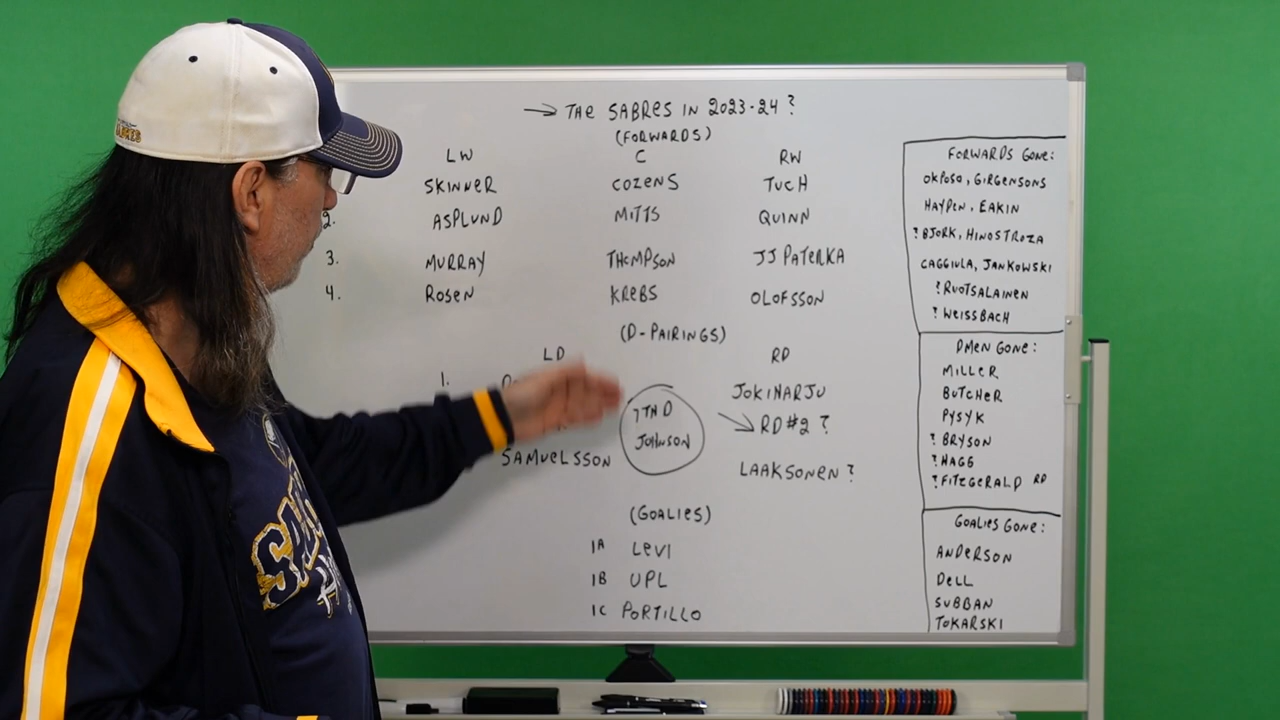 → THE SABRES IN 2023-24?
(FORWARDS)
LW C RW
SKINNER COZENS TUCH
2. ASPLUND MITTS QUINN
3. MURRAY THOMPSON JJ PATERKA
4. ROSEN KREBS OLOFSSON
(D-PAIRINGS)
LD RD
1. JOKIHARJU
7TH D
JOHNSON
→ RD #2 ?
SAMUELSSON LAAKSONEN ?
(GOALIES)
1A LEVI
1B UPL
1C PORTILLO
FORWARDS GONE:
OKPOSO, GIRGENSONS
HAYDEN, EAKIN
? BJORK, HINOSTROZA
CAGGIULA, JANKOWSKI
? RUOTSALAINEN
? WEISSBACH
DMEN GONE:
MILLER
BUTCHER
PYSYK
? BRYSON
? HAGG
? FITZGERALD RD
GOALIES GONE:
ANDERSON
DELL
SUBBAN
TOKARSKI